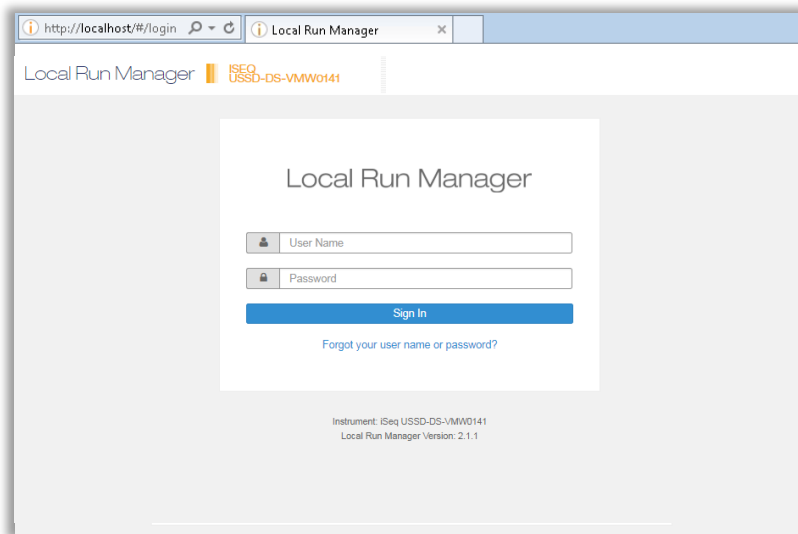 http://localhost/#/login
Local Run Manager
Local Run Manager
ISEQ
USSD-DS-VMW0141
Local Run Manager
User Name
Password
Sign In
Forgot your user name or password?
Instrument: iSeq USSD-DS-VMW0141
Local Run Manager Version: 2.1.1